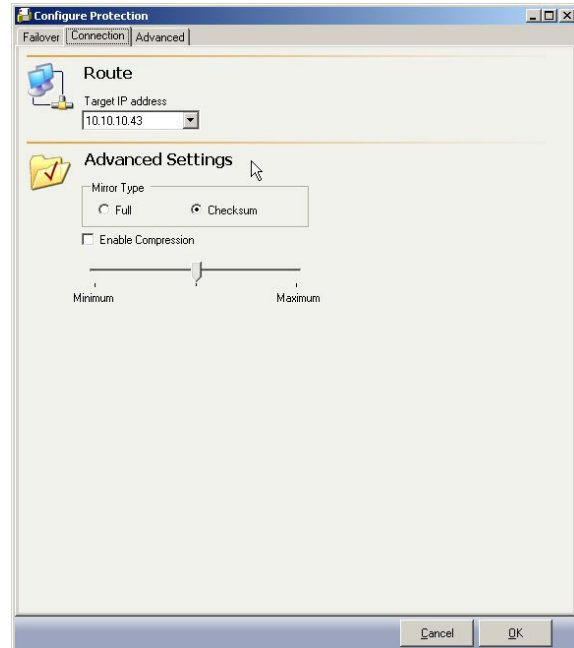 Configure Protection
Failover Connection Advanced
Route
Target IP address
10.10.10.43
Advanced Settings
Mirror Type
Full Checksum
Enable Compression
Minimum Maximum
Cancel OK